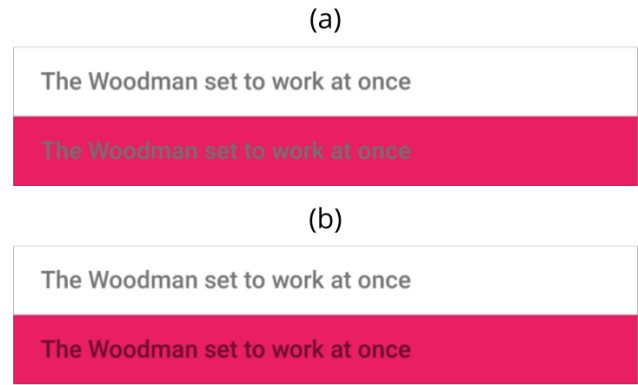 (a)
The Woodman set to work at once
The Woodman set to work at once
(b)
The Woodman set to work at once
The Woodman set to work at once